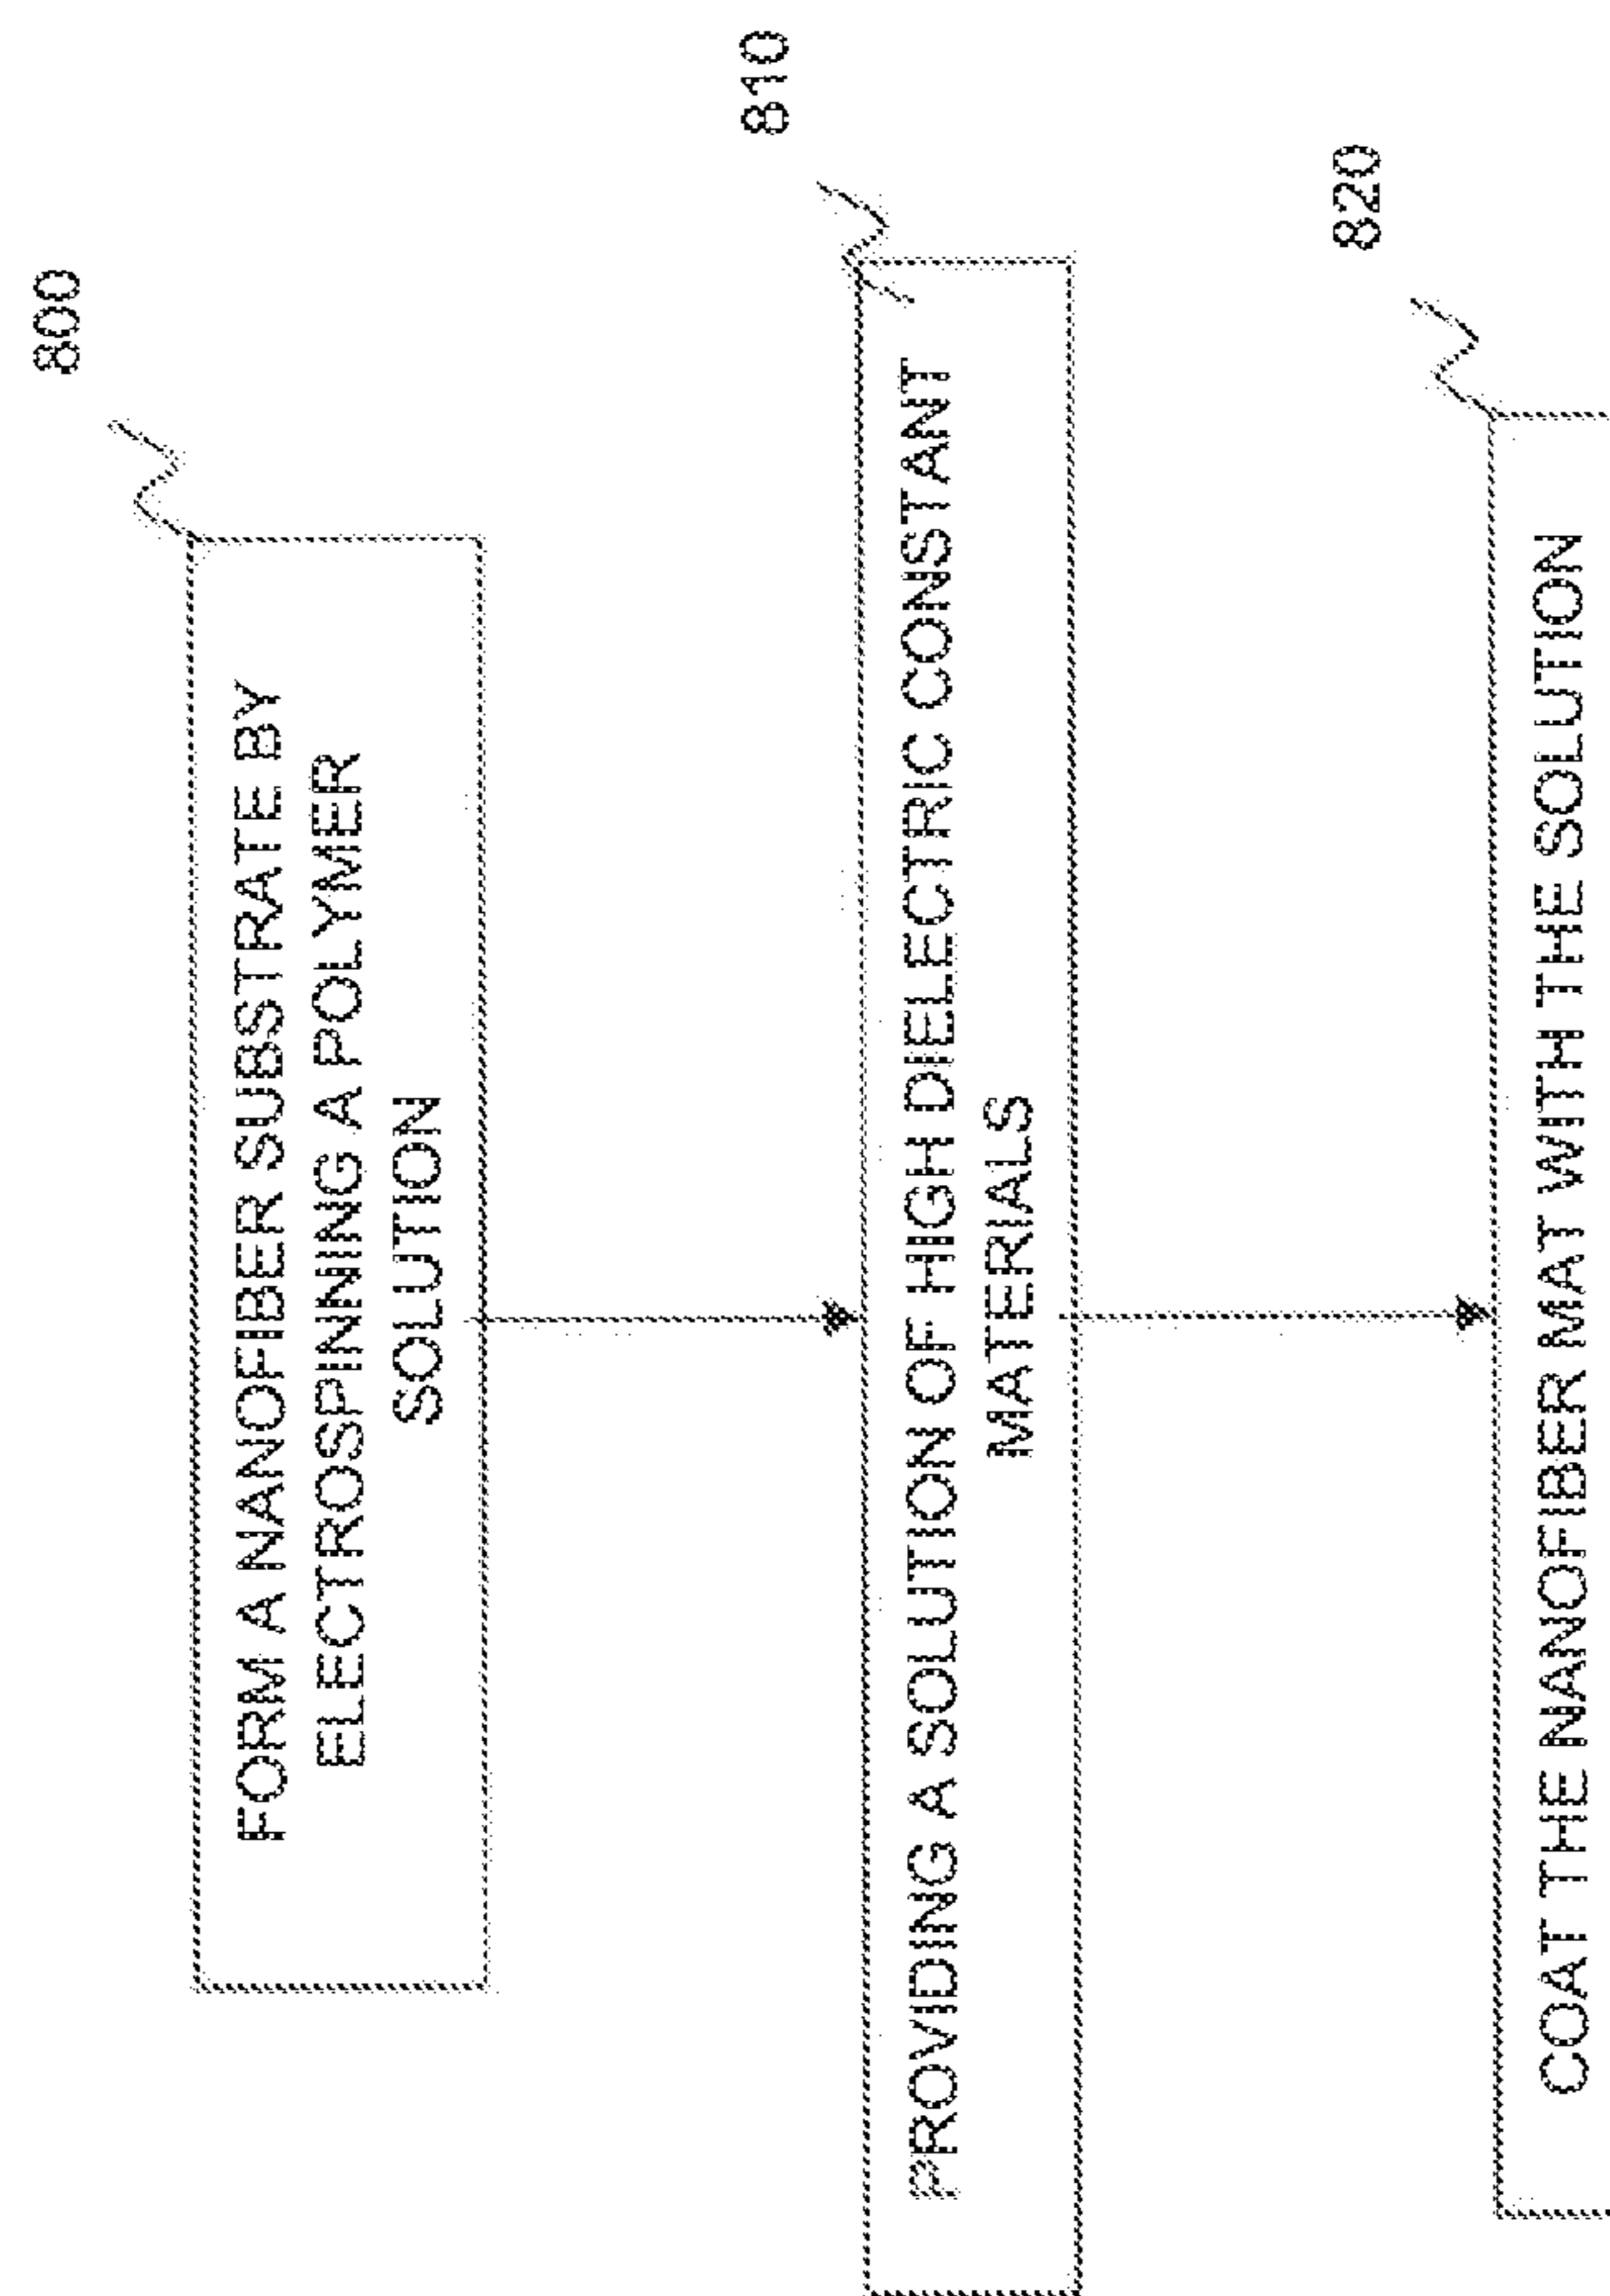 800
FORM A NANOFIBER SUBSTRATE BY
ELECTROSPINNING A POLYMER
SOLUTION
810
PROVIDING A SOLUTION OF HIGH DIELECTRIC CONSTANT
MATERIALS
820
COAT THE NANOFIBER MAT WITH THE SOLUTION